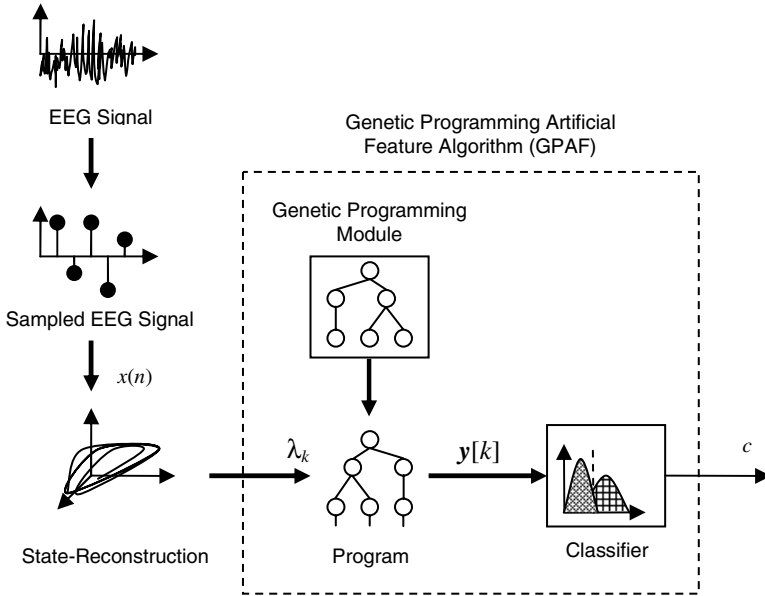 EEG Signal
Genetic Programming Artificial
Feature Algorithm (GPAF)
Genetic Programming
Module
Sampled EEG Signal
x(n)
λk
y[k]
c
State-Reconstruction
Program
Classifier